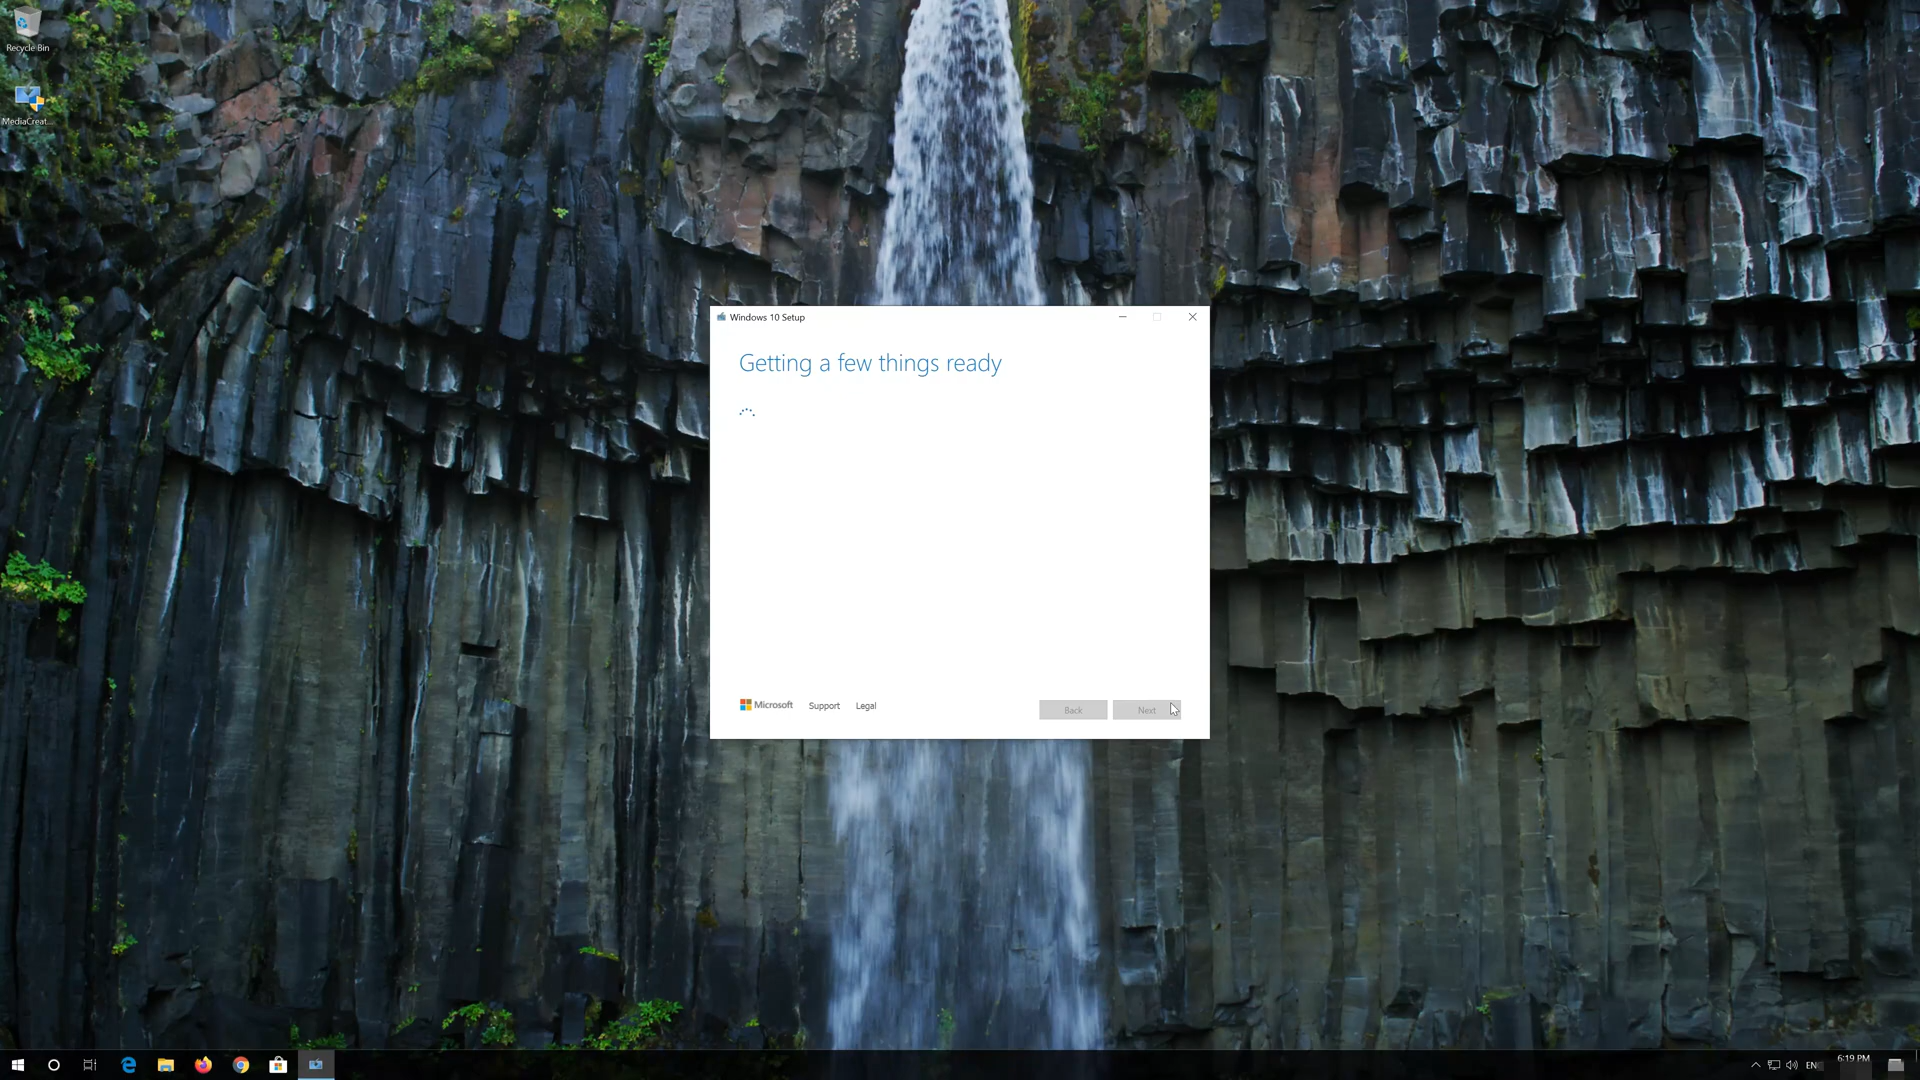 Recycle Bin
MediaCreat...
Windows 10 Setup
Getting a few things ready
Microsoft Support Legal
Back Next
EN
6:19 PM